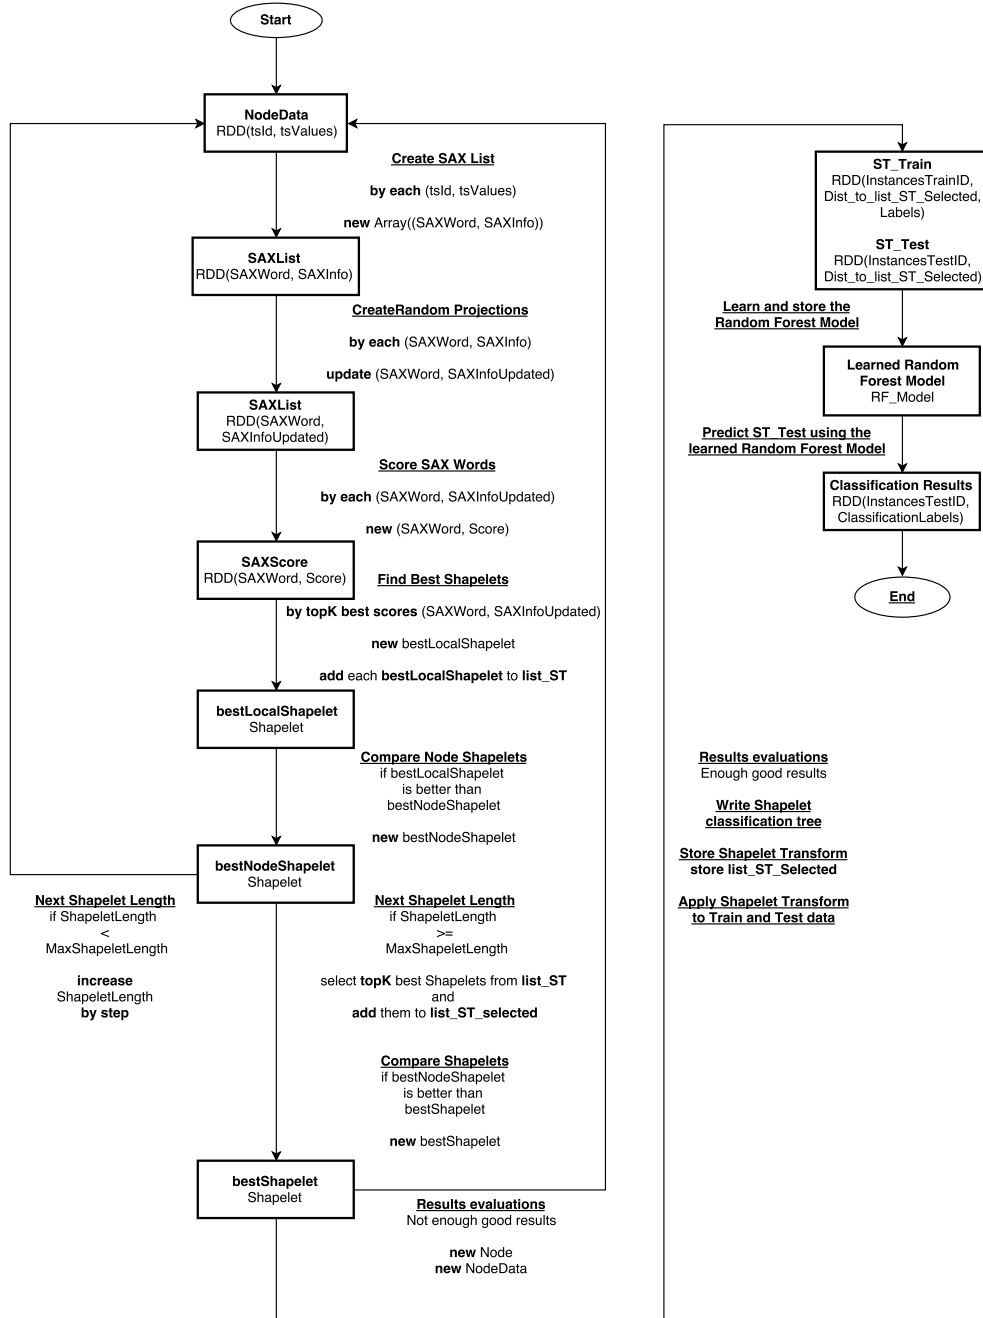 Start
NodeData
RDD(tsId, tsValues)
Create SAX List
by each (tsId, tsValues)
new Array((SAXWord, SAXInfo))
SAXList
RDD(SAXWord, SAXInfo)
CreateRandom Projections
by each (SAXWord, SAXInfo)
update (SAXWord, SAXInfoUpdated)
SAXList
RDD(SAXWord,
SAXInfoUpdated)
Score SAX Words
by each (SAXWord, SAXInfoUpdated)
new (SAXWord, Score)
SAXScore
RDD(SAXWord, Score)
Find Best Shapelets
by topK best scores (SAXWord, SAXInfoUpdated)
new bestLocalShapelet
add each bestLocalShapelet to list_ST
bestLocalShapelet
Shapelet
Compare Node Shapelets
if bestLocalShapelet
is better than
bestNodeShapelet
new bestNodeShapelet
bestNodeShapelet
Shapelet
Next Shapelet Length
if ShapeletLength
<
MaxShapeletLength
increase
ShapeletLength
by step
Next Shapelet Length
if ShapeletLength
>=
MaxShapeletLength
select topK best Shapelets from list_ST
and
add them to list_ST_selected
Compare Shapelets
if bestNodeShapelet
is better than
bestShapelet
new bestShapelet
bestShapelet
Shapelet
Results evaluations
Not enough good results
new Node
new NodeData
ST_Train
RDD(InstancesTrainID,
Dist_to_list_ST_Selected,
Labels)
ST_Test
RDD(InstancesTestID,
Dist_to_list_ST_Selected)
Learn and store the
Random Forest Model
Learned Random
Forest Model
RF_Model
Predict ST_Test using the
learned Random Forest Model
Classification Results
RDD(InstancesTestID,
ClassificationLabels)
End
Results evaluations
Enough good results
Write Shapelet
classification tree
Store Shapelet Transform
store list_ST_Selected
Apply Shapelet Transform
to Train and Test data